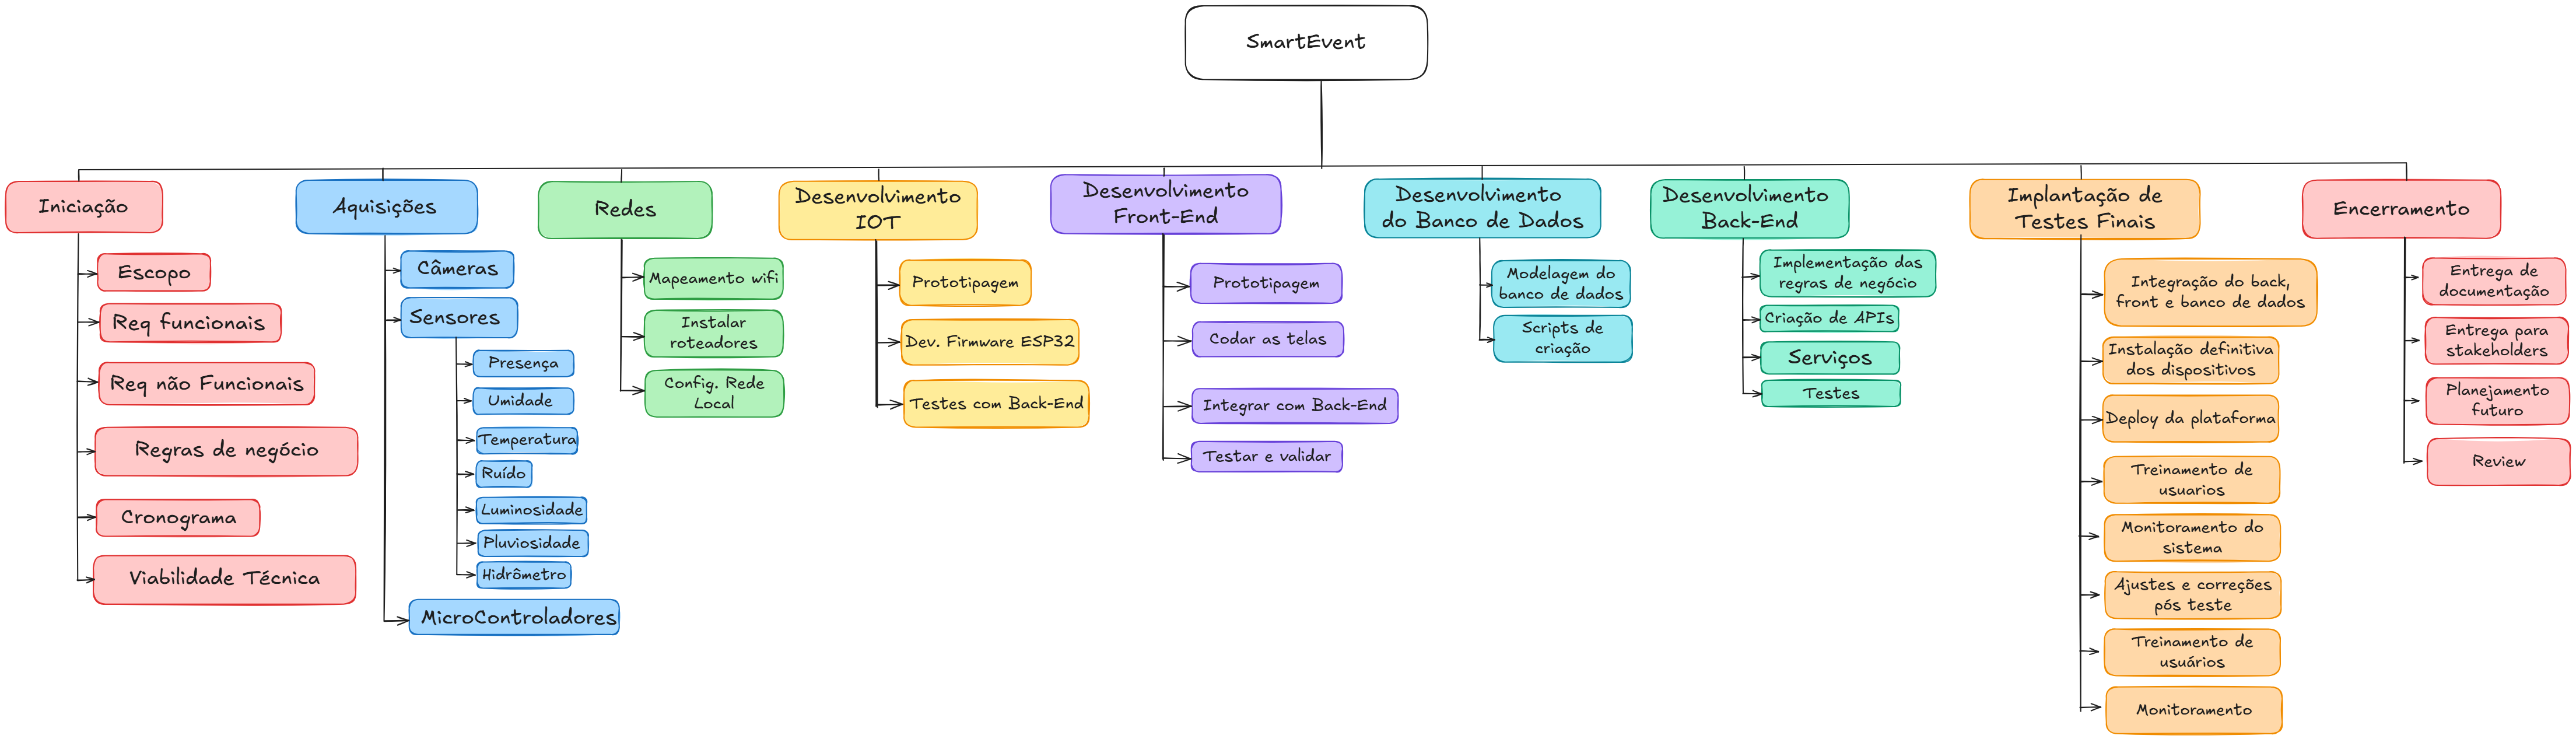 SmartEvent
Iniciação
Escopo
Req funcionais
Req não Funcionais
Regras de negócio
Cronograma
Viabilidade Técnica
Aquisições
Câmeras
Sensores
Presença
Umidade
Temperatura
Ruído
Luminosidade
Pluviosidade
Hidrômetro
MicroControladores
Redes
Mapeamento wifi
Instalar
roteadores
Config. Rede
Local
Desenvolvimento
IOT
Prototipagem
Dev. Firmware ESP32
Testes com Back-End
Desenvolvimento
Front-End
Prototipagem
Codar as telas
Integrar com Back-End
Testar e validar
Desenvolvimento
do Banco de Dados
Modelagem do
banco de dados
Scripts de
criação
Desenvolvimento
Back-End
Implementação das
regras de negócio
Criação de APIs
Serviços
Testes
Implantação de
Testes Finais
Integração do back,
front e banco de dados
Instalação definitiva
dos dispositivos
Deploy da plataforma
Treinamento de
usuarios
Monitoramento do
sistema
Ajustes e correções
pós teste
Treinamento de
usuários
Monitoramento
Encerramento
Entrega de
documentação
Entrega para
stakeholders
Planejamento
futuro
Review